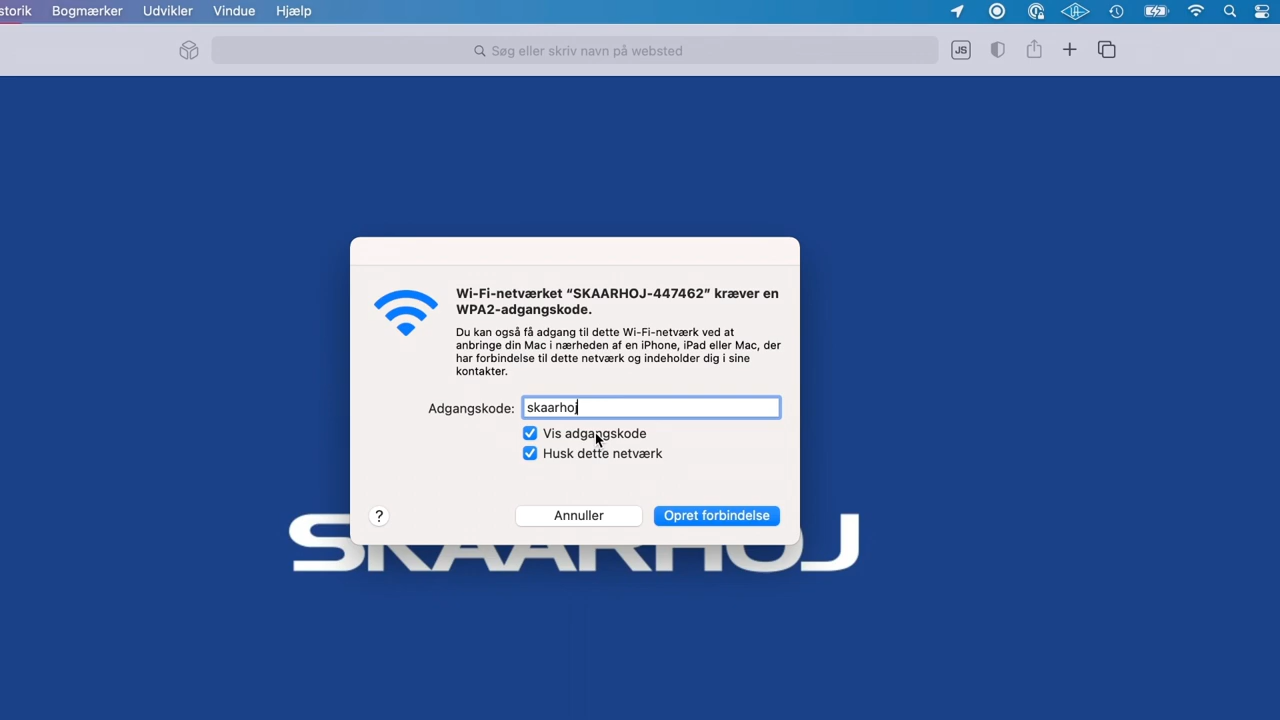 storik Bogmærker Udvikler Vindue Hjælp
Søg eller skriv navn på websted
JS
Wi-Fi-netværket “SKAARHOJ-447462” kræver en
WPA2-adgangskode.
Du kan også få adgang til dette Wi-Fi-netværk ved at
anbringe din Mac i nærheden af en iPhone, iPad eller Mac, der
har forbindelse til dette netværk og indeholder dig i sine
kontakter.
Adgangskode: skaarhoj
Vis adgangskode
Husk dette netværk
? Annuller Opret forbindelse
SKAARHOJ